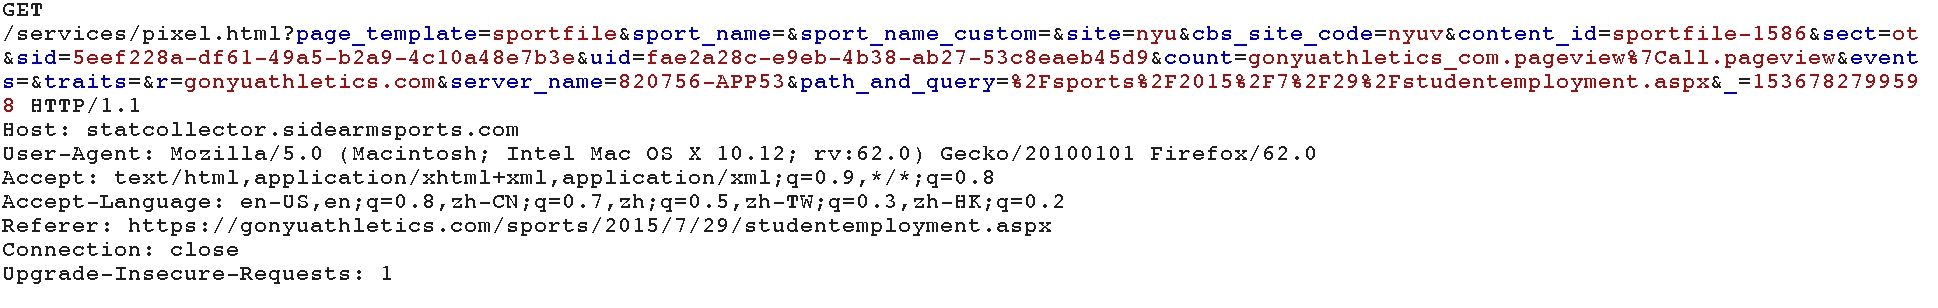 GET
/services/pixel.html?page_template=sportfile&sport_name=&sport_name_custom=&site=nyu&cbs_site_code=nyuv&content_id=sportfile-1586&sect=ot
&sid=5eef228a-df61-49a5-b2a9-4c10a48e7b3e&uid=fae2a28c-e9eb-4b38-ab27-53c8eaeb45d9&count=gonyuathletics_com.pageview%7Call.pageview&event
s=&traits=&r=gonyuathletics.com&server_name=820756-APP53&path_and_query=%2Fsports%2F2015%2F7%2F29%2Fstudentemployment.aspx&_=153678279959
8 HTTP/1.1
Host: statcollector.sidearmsports.com
User-Agent: Mozilla/5.0 (Macintosh; Intel Mac OS X 10.12; rv:62.0) Gecko/20100101 Firefox/62.0
Accept: text/html,application/xhtml+xml,application/xml;q=0.9,*/*;q=0.8
Accept-Language: en-US,en;q=0.8,zh-CN;q=0.7,zh;q=0.5,zh-TW;q=0.3,zh-HK;q=0.2
Referer: https://gonyuathletics.com/sports/2015/7/29/studentemployment.aspx
Connection: close
Upgrade-Insecure-Requests: 1